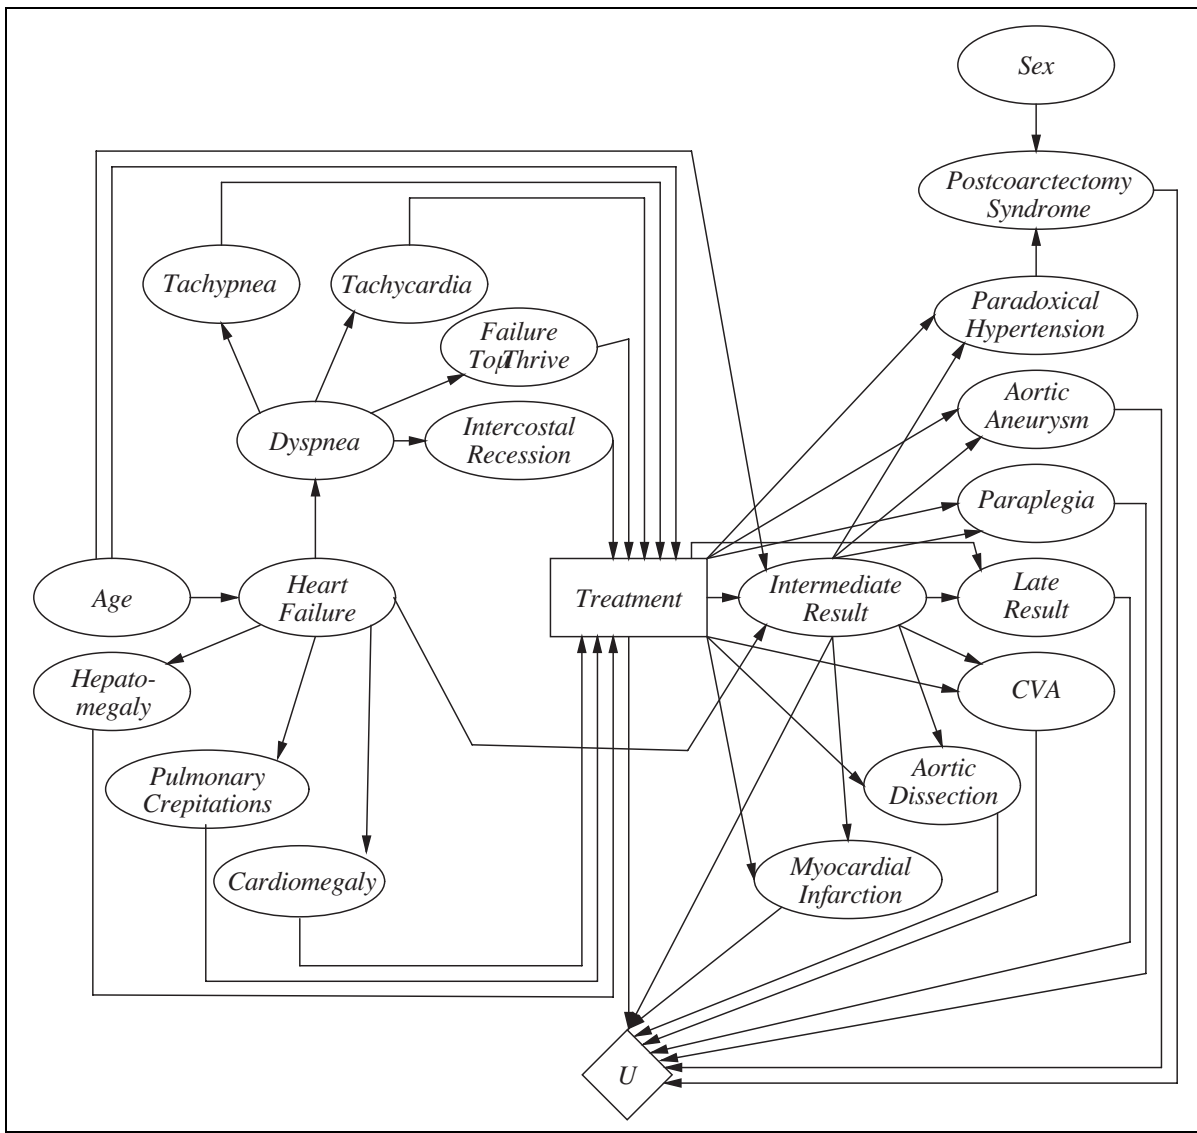 Sex
Postcoarctectomy
Syndrome
Tachypnea
Tachycardia
Paradoxical
Hypertension
Failure
ToμThrive
Aortic
Aneurysm
Dyspnea
Intercostal
Recession
Paraplegia
Age
Heart
Failure
Treatment
Intermediate
Result
Late
Result
Hepato-
megaly
CVA
Pulmonary
Crepitations
Aortic
Dissection
Cardiomegaly
Myocardial
Infarction
U